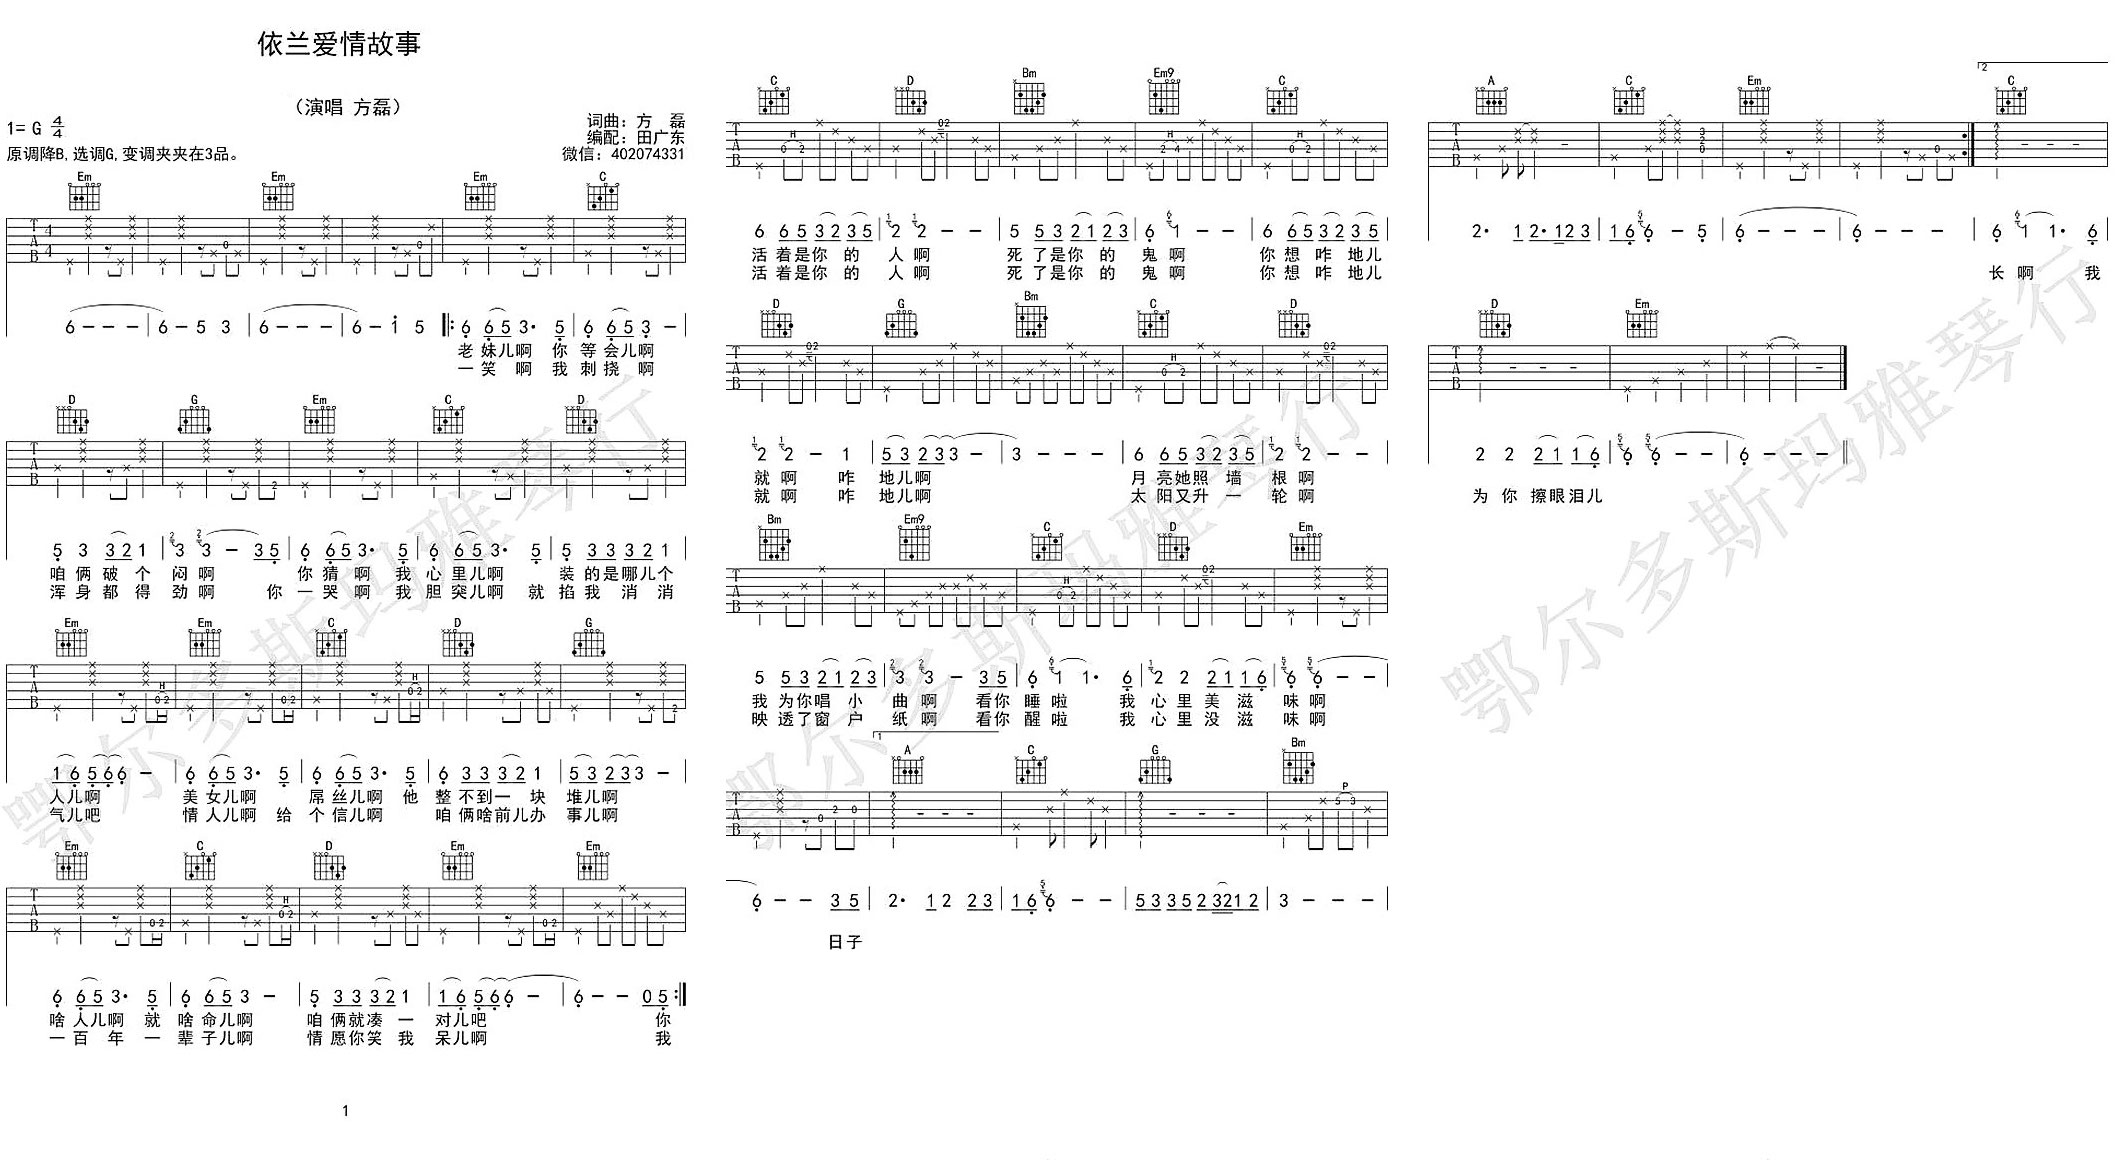 依兰爱情故事
（演唱 方磊）
1= G 4/4
词曲：方 磊
编配：田广东
原调降B,选调G,变调夹夹在3品。
微信：402074331
Em Em Em C
6 - - - 6 - 5 3 6 - - - 6 - 1 5 6 6 5 3· 5 6 6 5 3 -
老 妹儿啊 你 等 会儿啊
一 笑 啊 我 刺 挠 啊
D G Em C D
5 3 3 2 1 3 3 - 3 5 6 6 5 3· 5 6 6 5 3· 5 5 3 3 3 2 1
咱 俩 破 个 闷 啊 你 猜 啊 我 心 里儿啊 装 的是哪儿个
浑 身 都 得 劲 啊 你 一 哭 啊 我 胆 突儿啊 就 掐 我 消 消
Em Em C D G
1 6 5 6 6 - 6 6 5 3· 5 6 6 5 3· 5 6 3 3 3 2 1 5 3 2 3 3 -
人儿啊 美 女儿啊 屌 丝儿啊 他 整 不到 一 块 堆儿啊
气儿吧 情 人儿啊 给 个 信儿啊 咱 俩啥前儿办 事儿啊
Em C D Em Em
6 6 5 3· 5 6 6 5 3 - 5 3 3 3 2 1 1 6 5 6 6 - 6 - - 0 5
啥 人儿啊 就 啥 命儿啊 咱 俩就凑 一 对儿吧 你
一 百 年 一 辈 子儿啊 情 愿你笑 我 呆儿啊 我
1
C D Bm Em9 C
6 6 5 3 2 3 5 2 2 - - 5 5 3 2 1 2 3 6 1 - - 6 6 5 3 2 3 5
活 着是你 的 人 啊 死 了是你 的 鬼 啊 你 想 咋 地儿
活 着是你 的 人 啊 死 了是你 的 鬼 啊 你 想 咋 地儿
D G Bm C D
2 2 - 1 5 3 2 3 3 - 3 - - - 6 6 5 3 2 3 5 2 2 - -
就 啊 咋 地儿啊 月 亮她照 墙 根 啊
就 啊 咋 地儿啊 太 阳又升 一 轮 啊
Bm Em9 C D Em
5 5 3 2 1 2 3 3 3 - 3 5 6 1 1· 6 2 2 2 1 1 6 6 6 - -
我 为你唱 小 曲 啊 看你 睡 啦 我 心 里 美 滋 味 啊
映 透了窗 户 纸 啊 看你 醒 啦 我 心 里 没 滋 味 啊
1 A C G Bm
6 - - 3 5 2· 1 2 2 3 1 6 6 - - 5 3 3 5 2 3 2 1 2 3 - - -
日子
A C Em 2 C
2· 1 2· 1 2 3 1 6 6 - 5 6 - - 6 - - - 6 1 1· 6
长 啊 我
D Em
2 2 2 1 1 6 6 6 - - 6 - - -
为 你 擦眼泪儿
鄂尔多斯玛雅琴行
鄂尔多斯玛雅琴行
鄂尔多斯玛雅琴行